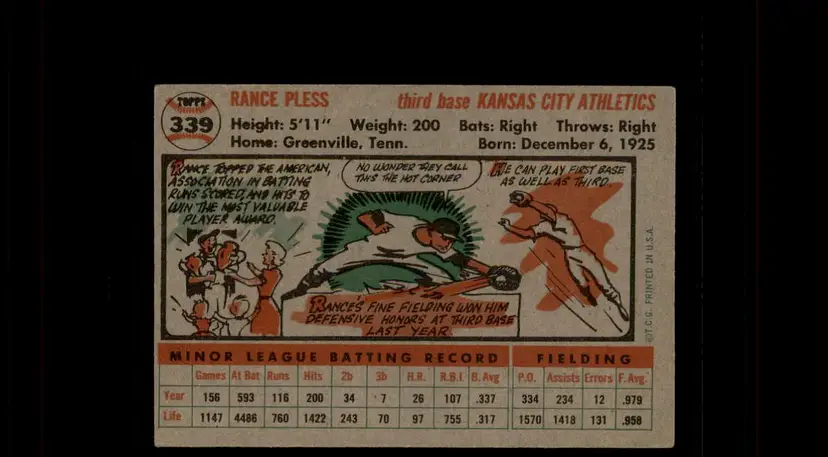 TOPPS
339
RANCE PLESS third base KANSAS CITY ATHLETICS
Height: 5'11" Weight: 200 Bats: Right Throws: Right
Home: Greenville, Tenn. Born: December 6, 1925
RANCE TOPPED THE AMERICAN
ASSOCIATION IN BATTING
RUNS SCORED, AND HITS TO
WIN THE MOST VALUABLE
PLAYER AWARD.
NO WONDER THEY CALL
THIS THE HOT CORNER
RANCE'S FINE FIELDING WON HIM
DEFENSIVE HONORS AT THIRD BASE
LAST YEAR
HE CAN PLAY FIRST BASE
AS WELL AS THIRD.
©T.C.G. PRINTED IN U.S.A.
MINOR LEAGUE BATTING RECORD FIELDING
Games At Bat Runs Hits 2b 3b H.R. R.B.I. B. Avg P.O. Assists Errors F. Avg.
Year 156 593 116 200 34 7 26 107 .337 334 234 12 .979
Life 1147 4486 760 1422 243 70 97 755 .317 1570 1418 131 .958